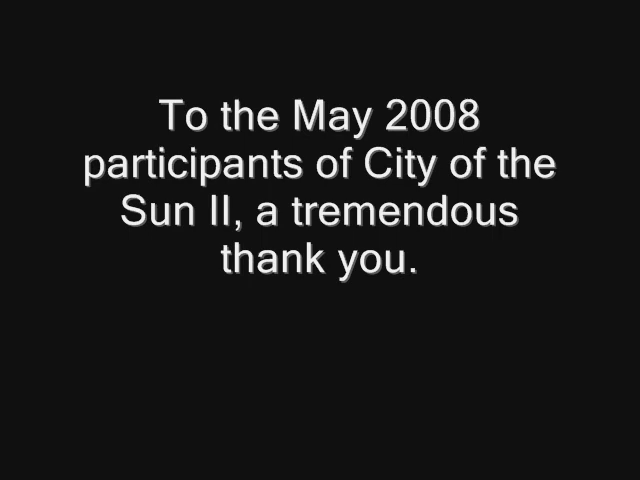 To the May 2008
participants of City of the
Sun II, a tremendous
thank you.